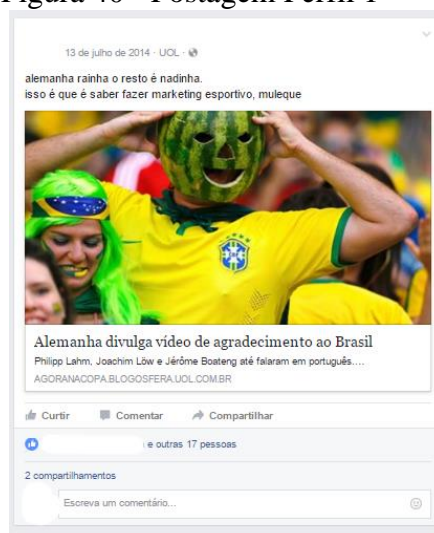 Figura 46 - Postagem Perfil 1
13 de julho de 2014 · UOL ·
alemanha rainha o resto é nadinha.
isso é que é saber fazer marketing esportivo, muleque
Alemanha divulga vídeo de agradecimento ao Brasil
Philipp Lahm, Joachim Löw e Jérôme Boateng até falaram em português....
AGORANACOPA.BLOGOSFERA.UOL.COM.BR
Curtir Comentar Compartilhar
e outras 17 pessoas
2 compartilhamentos
Escreva um comentário...